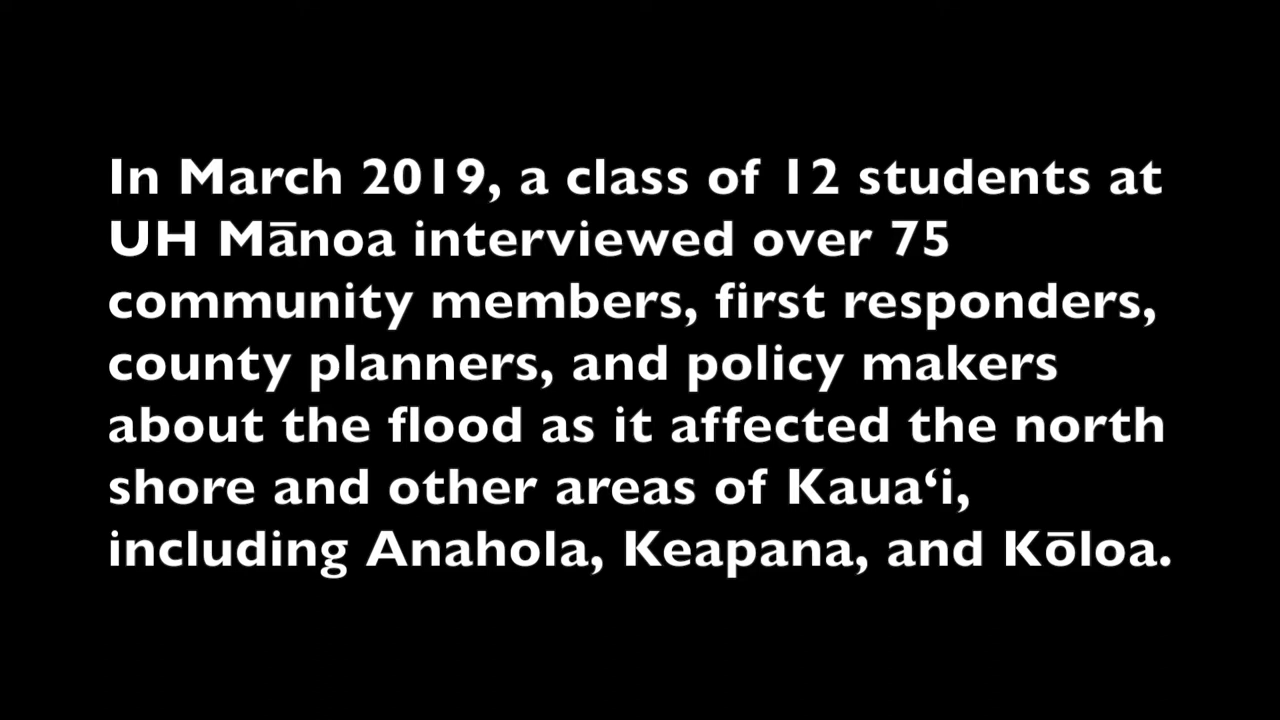 In March 2019, a class of 12 students at
UH Mānoa interviewed over 75
community members, first responders,
county planners, and policy makers
about the flood as it affected the north
shore and other areas of Kauaʻi,
including Anahola, Keapana, and Kōloa.